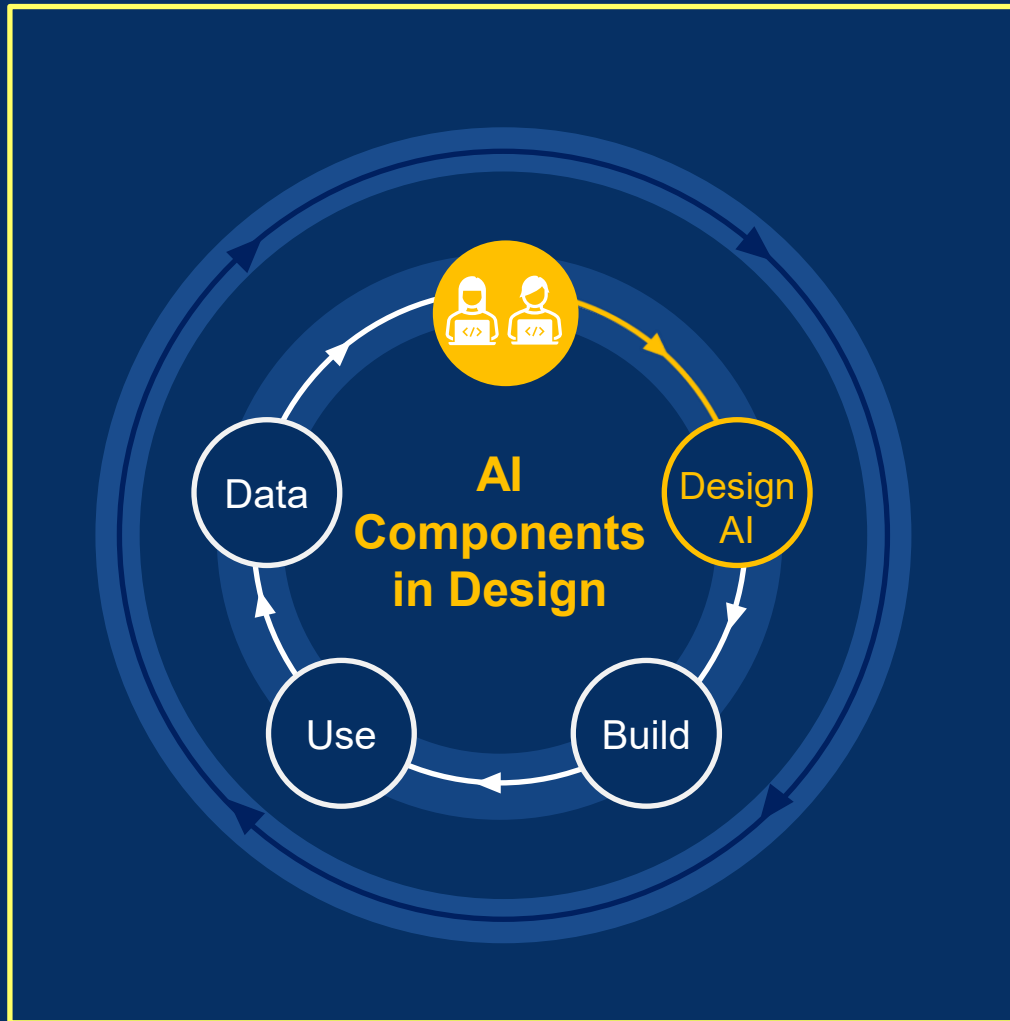 AI
Components
in Design
Design
AI
Build
Use
Data
</>
</>